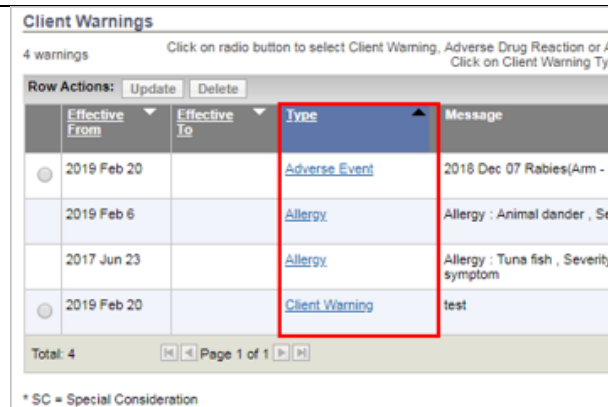 Client Warnings
4 warnings
Click on radio button to select Client Warning, Adverse Drug Reaction or
Click on Client Warning
Row Actions: Update Delete
Effective From Effective To Type Message
2019 Feb 20 Adverse Event 2018 Dec 07 Rabies(Arm -
2019 Feb 6 Allergy Allergy : Animal dander ,
2017 Jun 23 Allergy Allergy : Tuna fish , Severity
symptom
2019 Feb 20 Client Warning test
Total: 4 Page 1 of 1
* SC = Special Consideration